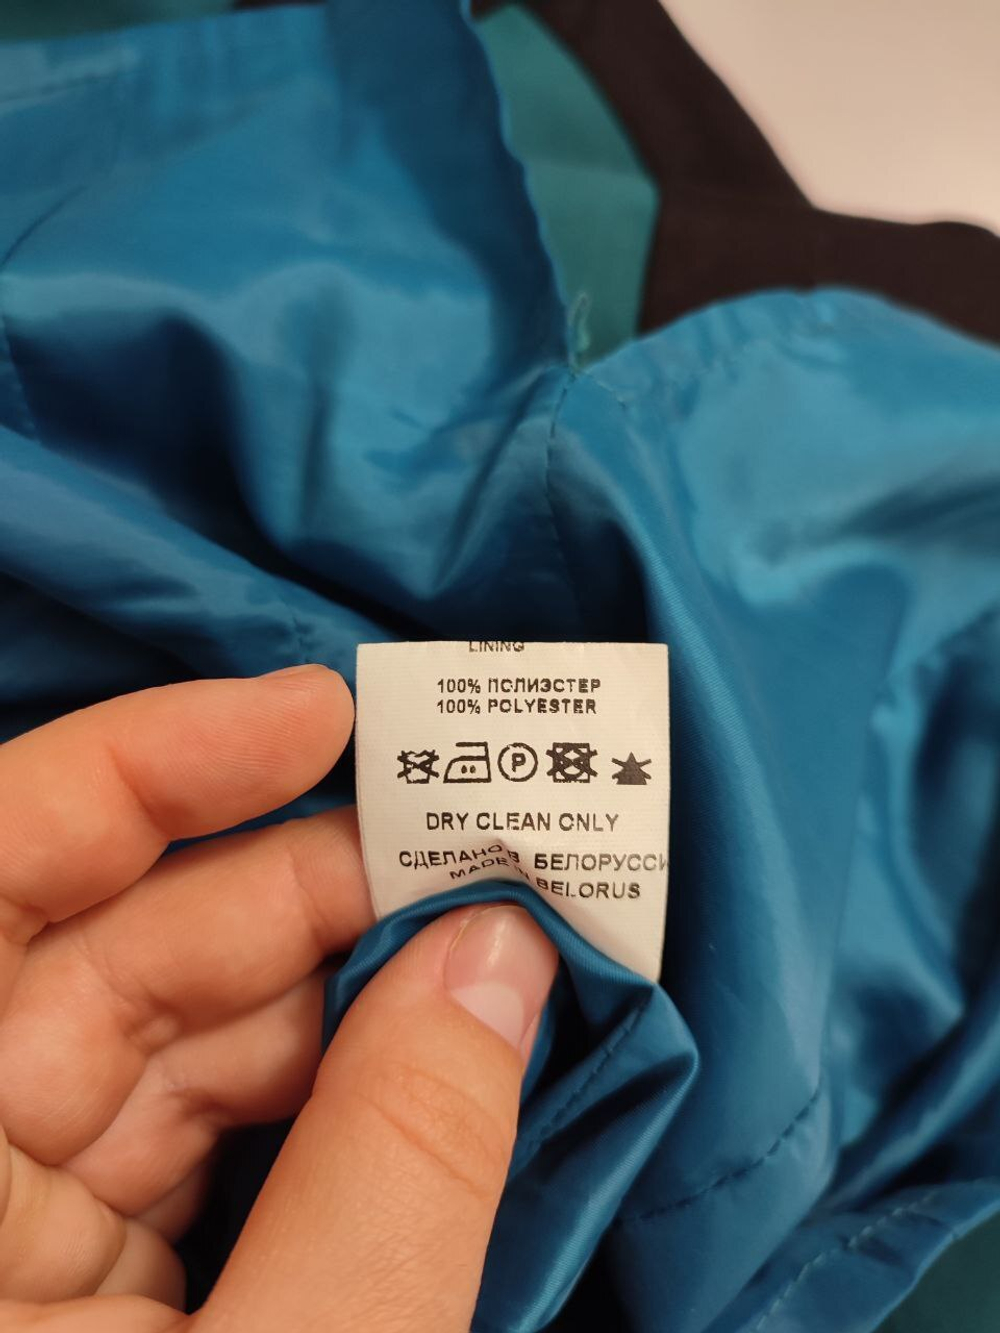 LINING
100% ПОЛИЭСТЕР
100% POLYESTER
P
DRY CLEAN ONLY
СДЕЛАНО В БЕЛОРУССИ
MADE IN BELORUS